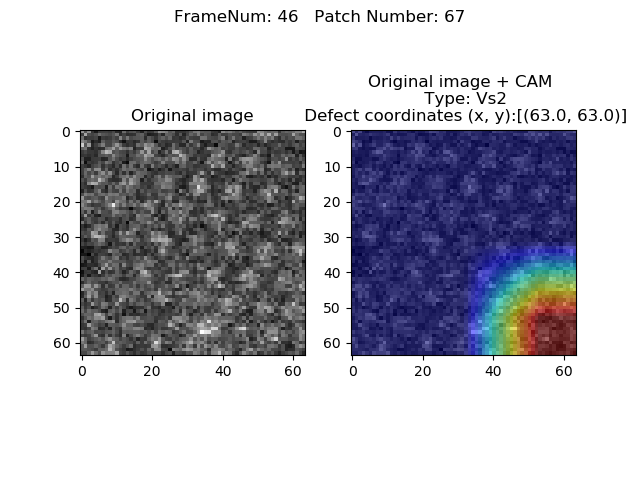 FrameNum: 46   Patch Number: 67
Original image
0
10
20
30
40
50
60
0 20 40 60
Original image + CAM
Type: Vs2
Defect coordinates (x, y):[(63.0, 63.0)]
0
10
20
30
40
50
60
0 20 40 60